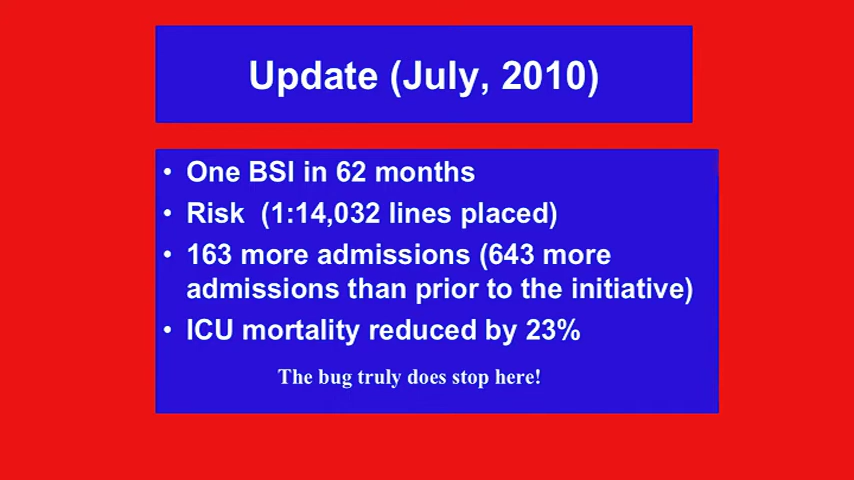 Update (July, 2010)
• One BSI in 62 months
• Risk  (1:14,032 lines placed)
• 163 more admissions (643 more
admissions than prior to the initiative)
• ICU mortality reduced by 23%
The bug truly does stop here!